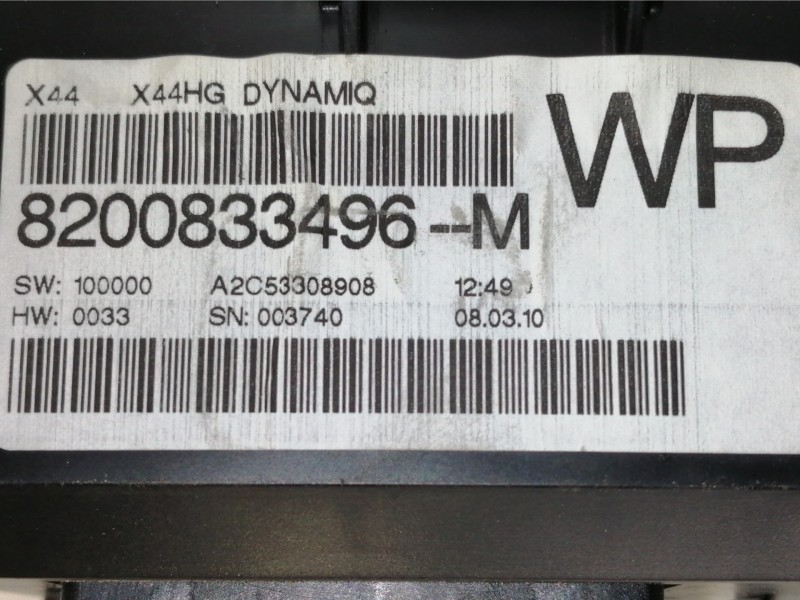 X44 X44HG DYNAMIQ
WP
8200833496--M
SW: 100000 A2C53308908 12:49
HW: 0033 SN: 003740 08.03.10